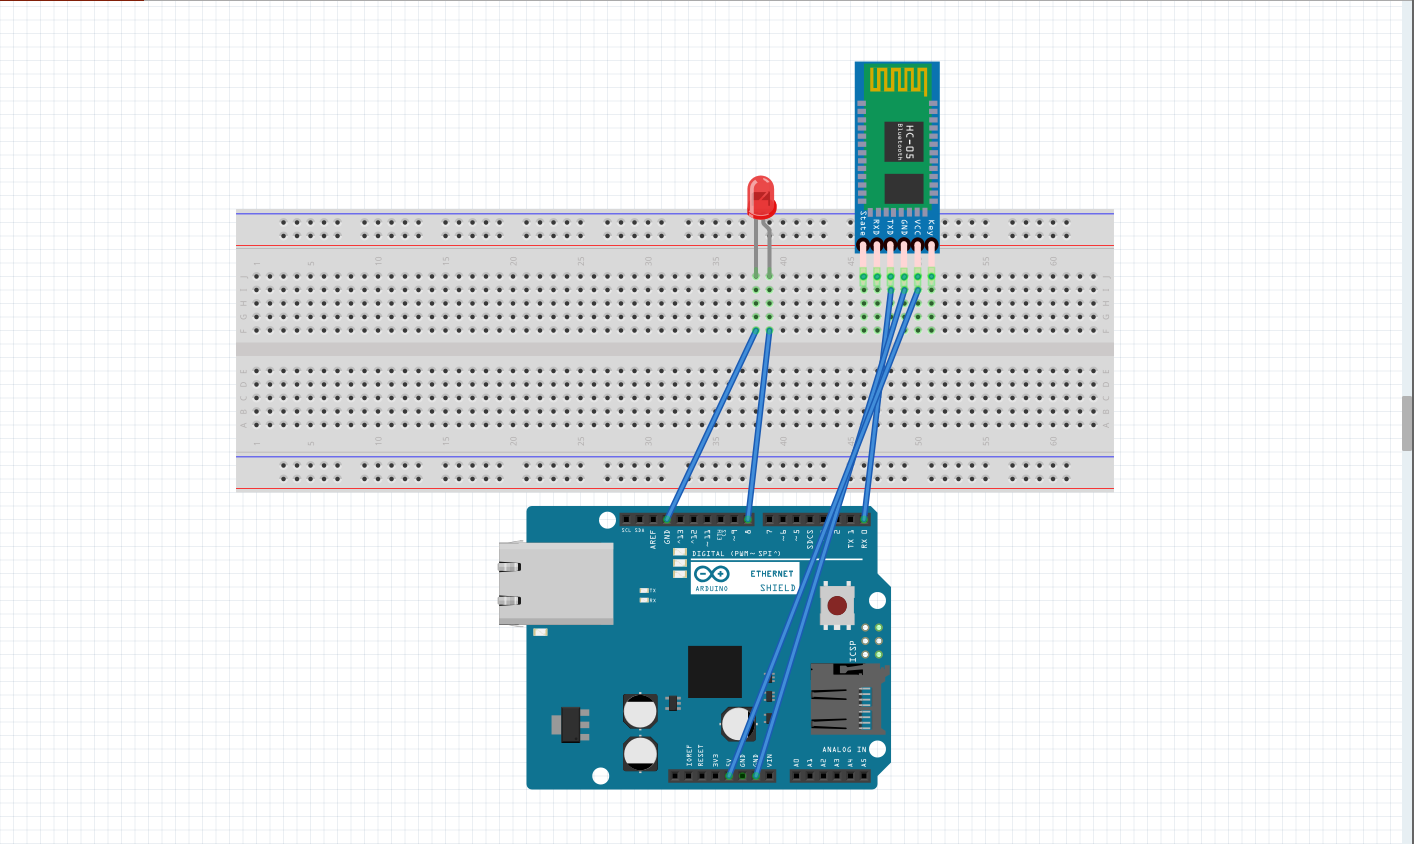 HC-05
Bluetooth
State
RXD
TXD
GND
VCC
Key
1 5 10 15 20 25 30 35 40 45 50 55 60
J J
I I
H H
G G
F F
E E
D D
C C
B B
A A
1 5 10 15 20 25 30 35 40 45 50 55 60
SCL SDA
AREF
GND
^13
^12
~11
~9
8
7
~6
~5
SDCS
2
TX 1
RX 0
DIGITAL (PWM~ SPI^)
ARDUINO
ETHERNET
SHIELD
TX
RX
ICSP
ANALOG IN
IOREF
RESET
3V3
5V
GND
GND
VIN
A0
A1
A2
A3
A4
A5